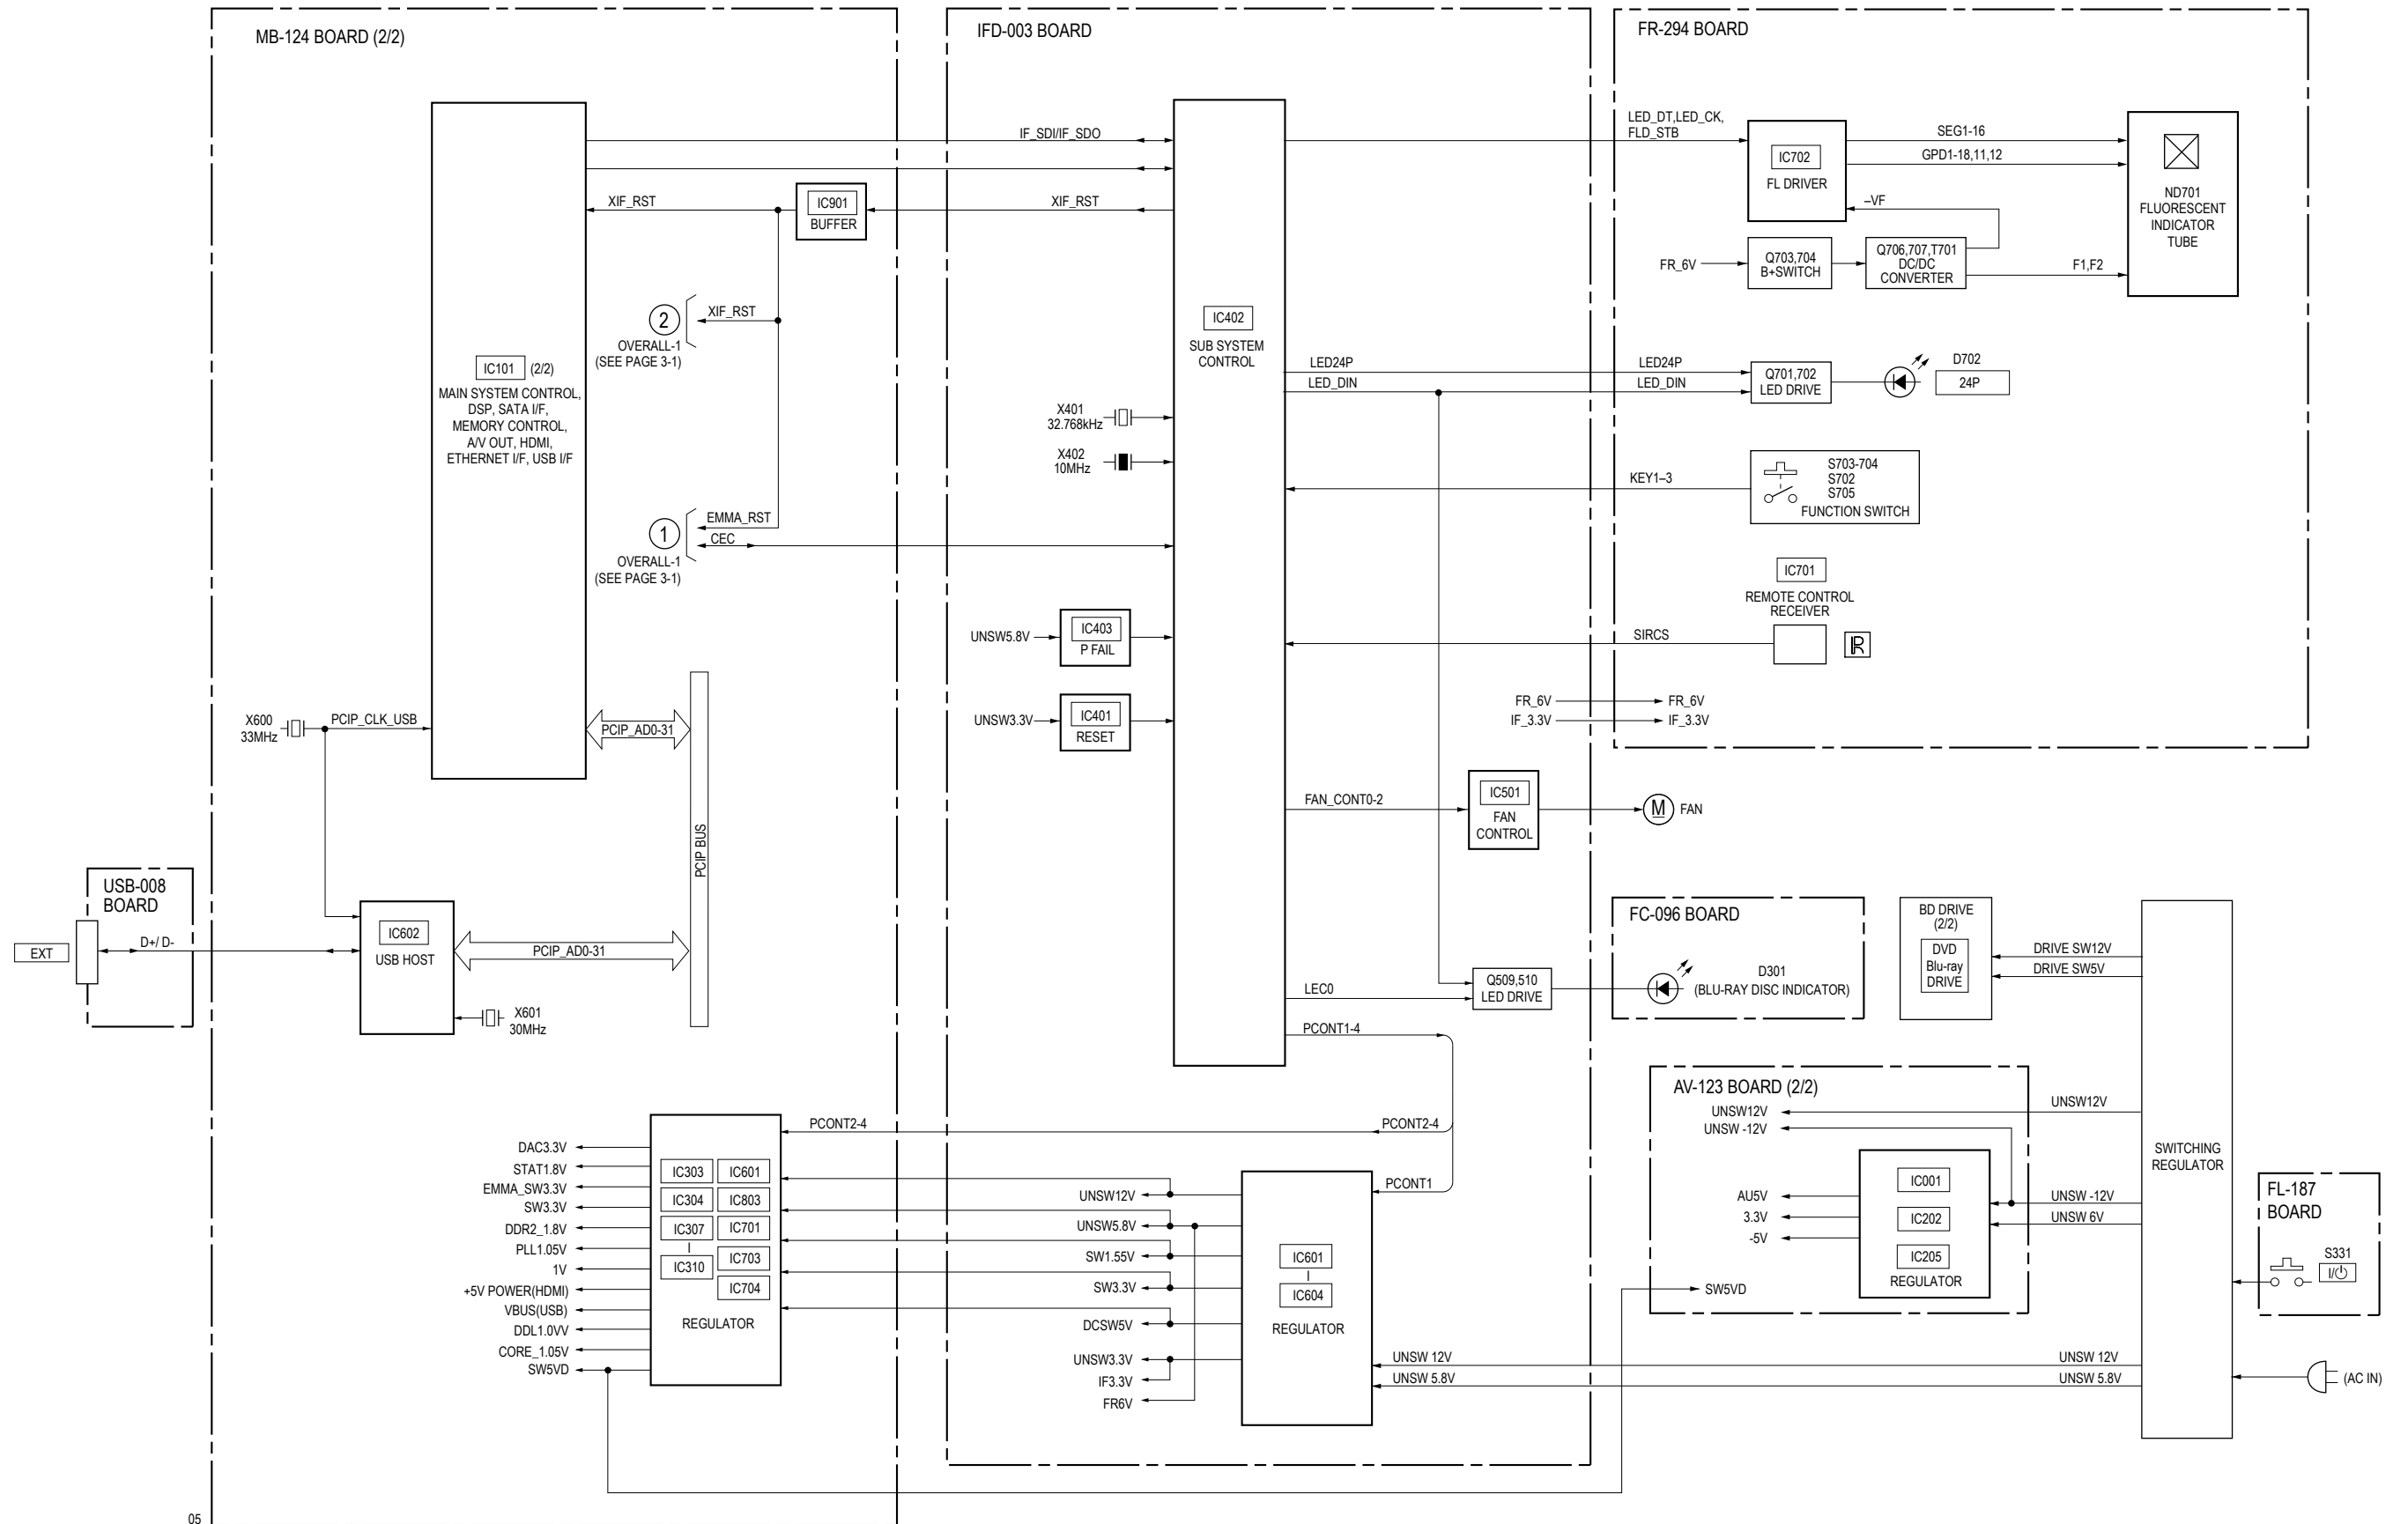 MB-124 BOARD (2/2)
IC101 (2/2)
MAIN SYSTEM CONTROL,
DSP, SATA I/F,
MEMORY CONTROL,
A/V OUT, HDMI,
ETHERNET I/F, USB I/F
IF_SDI/IF_SDO
XIF_RST
IC901
BUFFER
XIF_RST
2
XIF_RST
OVERALL-1
(SEE PAGE 3-1)
1
EMMA_RST
CEC
OVERALL-1
(SEE PAGE 3-1)
X600
33MHz
PCIP_CLK_USB
PCIP_AD0-31
PCIP BUS
USB-008
BOARD
EXT
D+/ D-
IC602
USB HOST
PCIP_AD0-31
X601
30MHz
PCONT2-4
DAC3.3V
STAT1.8V
EMMA_SW3.3V
SW3.3V
DDR2_1.8V
PLL1.05V
1V
+5V POWER(HDMI)
VBUS(USB)
DDL1.0VV
CORE_1.05V
SW5VD
IC303
IC601
IC304
IC803
IC307
IC701
IC310
IC703
IC704
REGULATOR
05
IFD-003 BOARD
IC402
SUB SYSTEM
CONTROL
X401
32.768kHz
X402
10MHz
UNSW5.8V
IC403
P FAIL
UNSW3.3V
IC401
RESET
LED24P
LED_DIN
FR_6V
IF_3.3V
FAN_CONT0-2
IC501
FAN
CONTROL
M
FAN
LEC0
Q509,510
LED DRIVE
PCONT1-4
PCONT2-4
PCONT1
UNSW12V
UNSW5.8V
SW1.55V
SW3.3V
DCSW5V
UNSW3.3V
IF3.3V
FR6V
IC601
IC604
REGULATOR
UNSW 12V
UNSW 5.8V
FR-294 BOARD
LED_DT,LED_CK,
FLD_STB
IC702
FL DRIVER
SEG1-16
GPD1-18,11,12
–VF
ND701
FLUORESCENT
INDICATOR
TUBE
FR_6V
Q703,704
B+SWITCH
Q706,707,T701
DC/DC
CONVERTER
F1,F2
LED24P
LED_DIN
Q701,702
LED DRIVE
D702
24P
KEY1–3
S703-704
S702
S705
FUNCTION SWITCH
IC701
REMOTE CONTROL
RECEIVER
SIRCS
R
FR_6V
IF_3.3V
FC-096 BOARD
D301
(BLU-RAY DISC INDICATOR)
BD DRIVE
(2/2)
DVD
Blu-ray
DRIVE
DRIVE SW12V
DRIVE SW5V
AV-123 BOARD (2/2)
UNSW12V
UNSW -12V
AU5V
3.3V
-5V
SW5VD
IC001
IC202
IC205
REGULATOR
UNSW12V
UNSW -12V
UNSW 6V
UNSW 12V
UNSW 5.8V
SWITCHING
REGULATOR
FL-187
BOARD
S331
I/⏻
(AC IN)